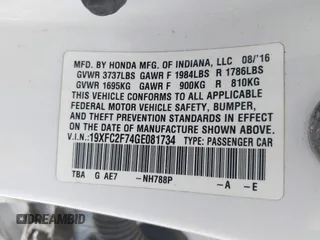 MFD. BY HONDA MFG. OF INDIANA, LLC 08/'16
GVWR 3737LBS GAWR F 1984LBS R 1786LBS
GVWR 1695KG GAWR F 900KG R 810KG
THIS VEHICLE CONFORMS TO ALL APPLICABLE
FEDERAL MOTOR VEHICLE SAFETY, BUMPER,
AND THEFT PREVENTION STANDARDS IN EFFECT
ON THE DATE OF MANUFACTURE SHOWN ABOVE.
V.I.N.:19XFC2F74GE081734 TYPE: PASSENGER CAR
TBA G AE7 -NH788P -A -E
DREAMBID
dreambid.com